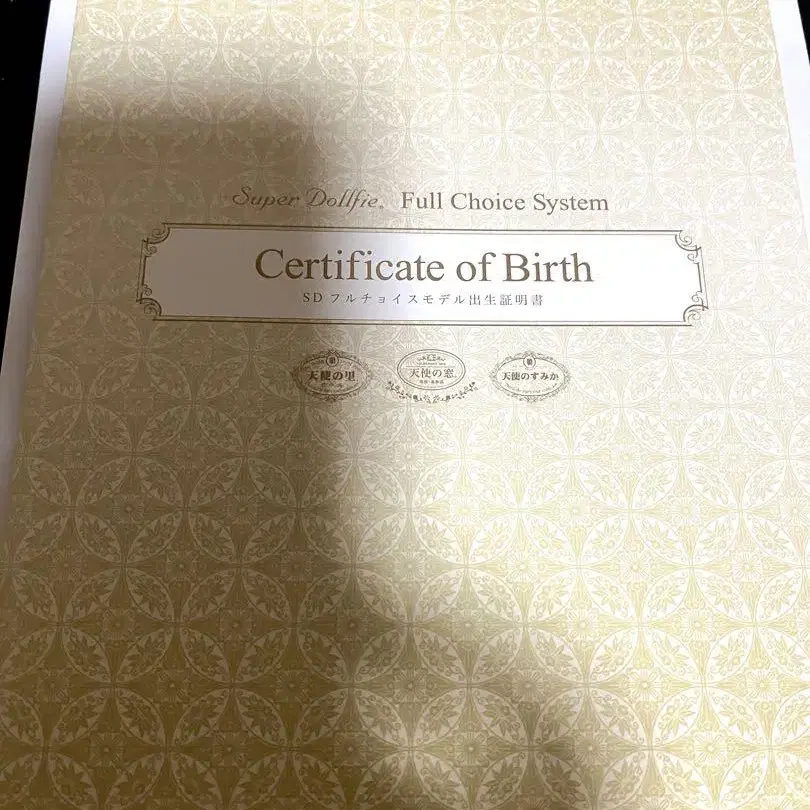 Super Dollfie® Full Choice System
Certificate of Birth
SDフルチョイスモデル出生証明書
天使の里
天使の窓
天使のすみか